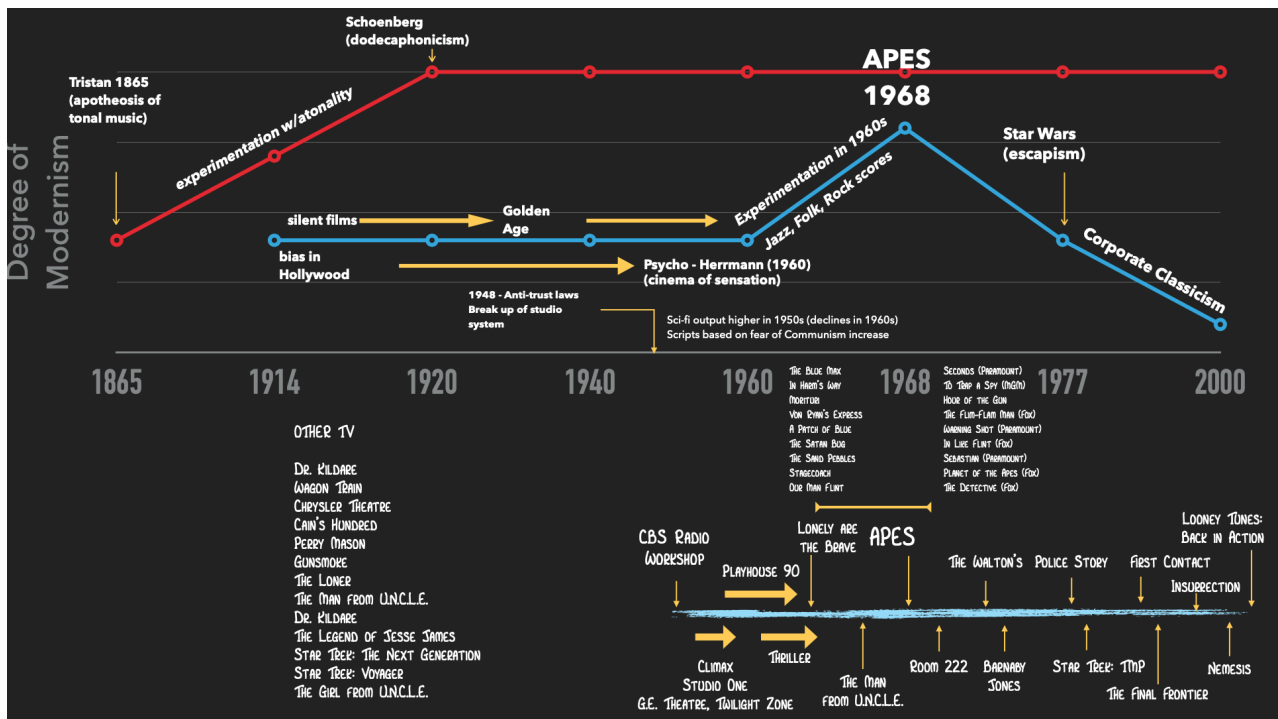 Schoenberg
(dodecaphonicism)
Tristan 1865
(apotheosis of
tonal music)
APES
1968
experimentation w/atonality
Degree of
Modernism
Experimentation in 1960s
Jazz, Folk, Rock scores
Star Wars
(escapism)
silent films
Golden
Age
bias in
Hollywood
Psycho - Herrmann (1960)
(cinema of sensation)
Corporate Classicism
1948 - Anti-trust laws
Break up of studio
system
Sci-fi output higher in 1950s (declines in 1960s)
Scripts based on fear of Communism increase
1865
1914
1920
1940
1960
1968
1977
2000
The Blue Max
In Harm's Way
Morituri
Von Ryan's Express
A Patch of Blue
The Satan Bug
The Sand Pebbles
Stagecoach
Our Man Flint
Seconds (Paramount)
To Trap a Spy (MGM)
Hour of the Gun
The Flim-Flam Man (Fox)
Warning Shot (Paramount)
In Like Flint (Fox)
Sebastian (Paramount)
Planet of the Apes (Fox)
The Detective (Fox)
OTHER TV
Dr. Kildare
Wagon Train
Chrysler Theatre
Cain's Hundred
Perry Mason
Gunsmoke
The Loner
The Man from U.N.C.L.E.
Dr. Kildare
The Legend of Jesse James
Star Trek: The Next Generation
Star Trek: Voyager
The Girl from U.N.C.L.E.
CBS Radio
Workshop
Playhouse 90
Lonely are
the Brave
APES
The Walton's
Police Story
First Contact
Insurrection
Looney Tunes:
Back in Action
Climax
Studio One
G.E. Theatre, Twilight Zone
Thriller
The Man
from U.N.C.L.E.
Room 222
Barnaby
Jones
Star Trek: TMP
The Final Frontier
Nemesis